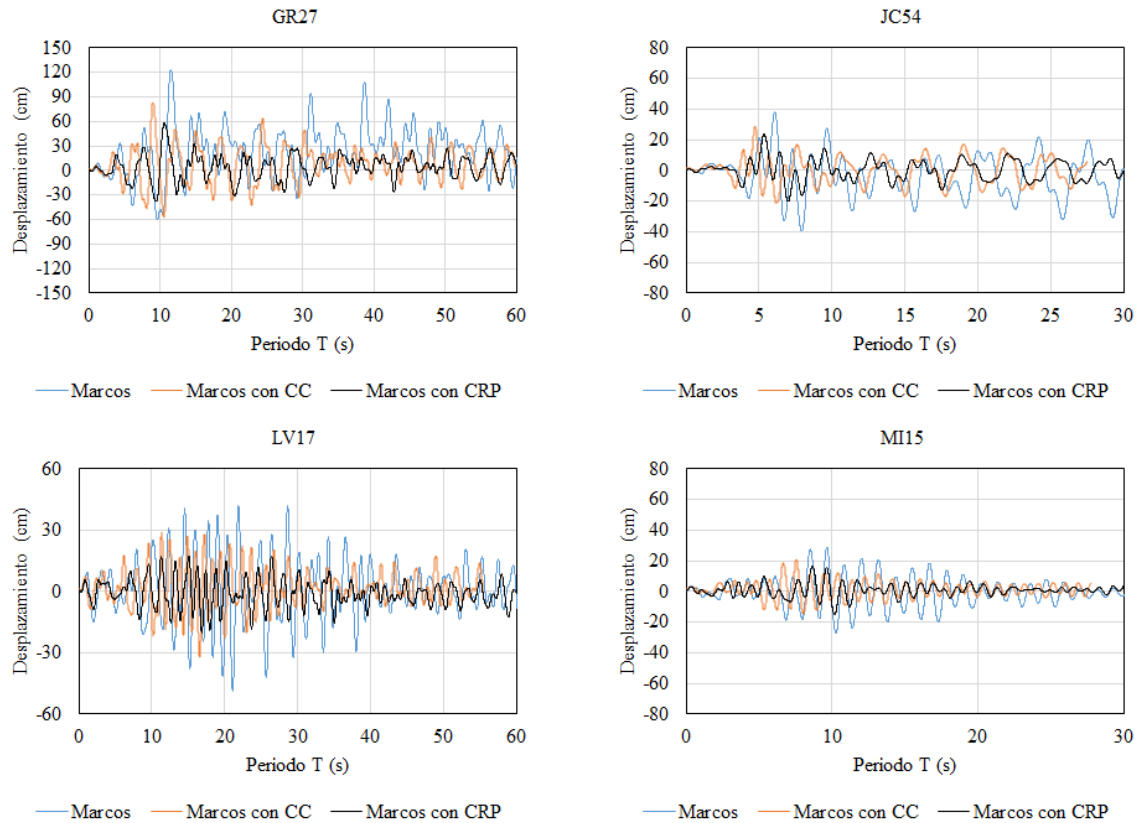 GR27
150
120
90
60
30
0
-30
-60
-90
-120
-150
Desplazamiento (cm)
0 10 20 30 40 50 60
Periodo T (s)
Marcos Marcos con CC Marcos con CRP
JC54
80
60
40
20
0
-20
-40
-60
-80
Desplazamiento (cm)
0 5 10 15 20 25 30
Periodo T (s)
Marcos Marcos con CC Marcos con CRP
LV17
60
30
0
-30
-60
Desplazamiento (cm)
0 10 20 30 40 50 60
Periodo T (s)
Marcos Marcos con CC Marcos con CRP
MI15
80
60
40
20
0
-20
-40
-60
-80
Desplazamiento (cm)
0 10 20 30
Periodo T (s)
Marcos Marcos con CC Marcos con CRP